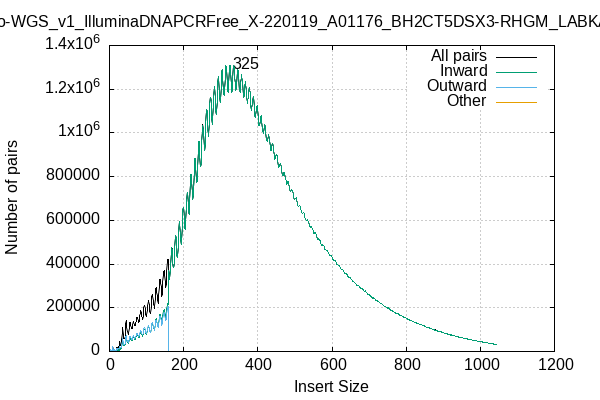 o-WGS_v1_IlluminaDNAPCRFree_X-220119_A01176_BH2CT5DSX3-RHGM_LABKA
1.4x10^6
325
All pairs
Inward
Outward
Other
1.2x10^6
1x10^6
800000
600000
400000
200000
0
Number of pairs
0 200 400 600 800 1000 1200
Insert Size